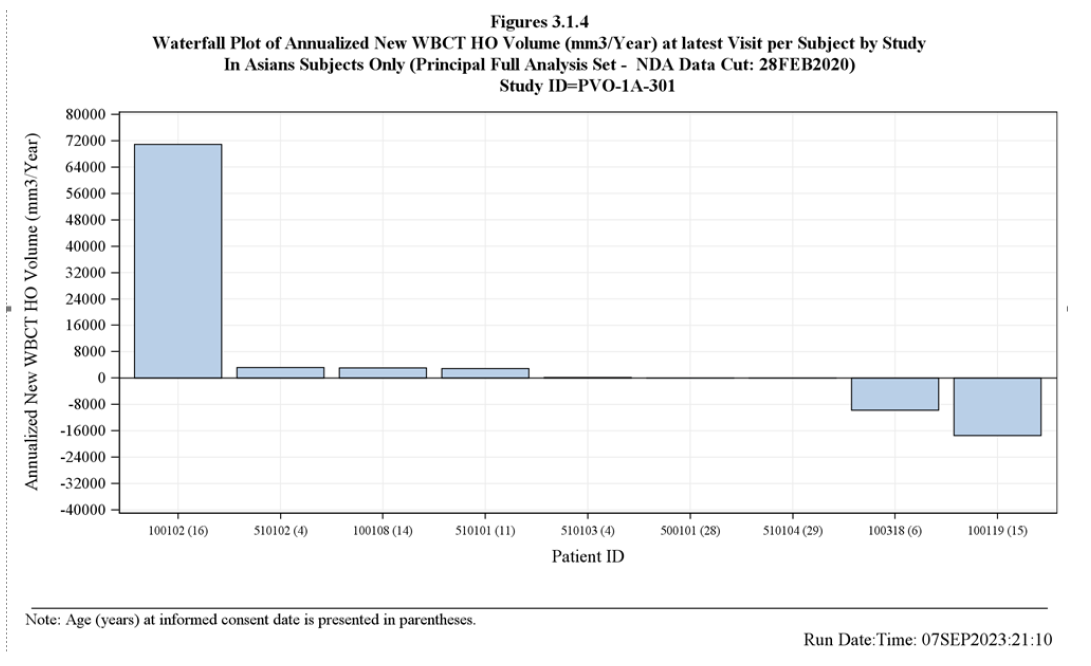 Figures 3.1.4
Waterfall Plot of Annualized New WBCT HO Volume (mm3/Year) at latest Visit per Subject by Study
In Asians Subjects Only (Principal Full Analysis Set - NDA Data Cut: 28FEB2020)
Study ID=PVO-1A-301
Annualized New WBCT HO Volume (mm3/Year)
80000
72000
64000
56000
48000
40000
32000
24000
16000
8000
0
-8000
-16000
-24000
-32000
-40000
100102 (16) 510102 (4) 100108 (14) 510101 (11) 510103 (4) 500101 (28) 510104 (29) 100318 (6) 100119 (15)
Patient ID
Note: Age (years) at informed consent date is presented in parentheses.
Run Date:Time: 07SEP2023:21:10